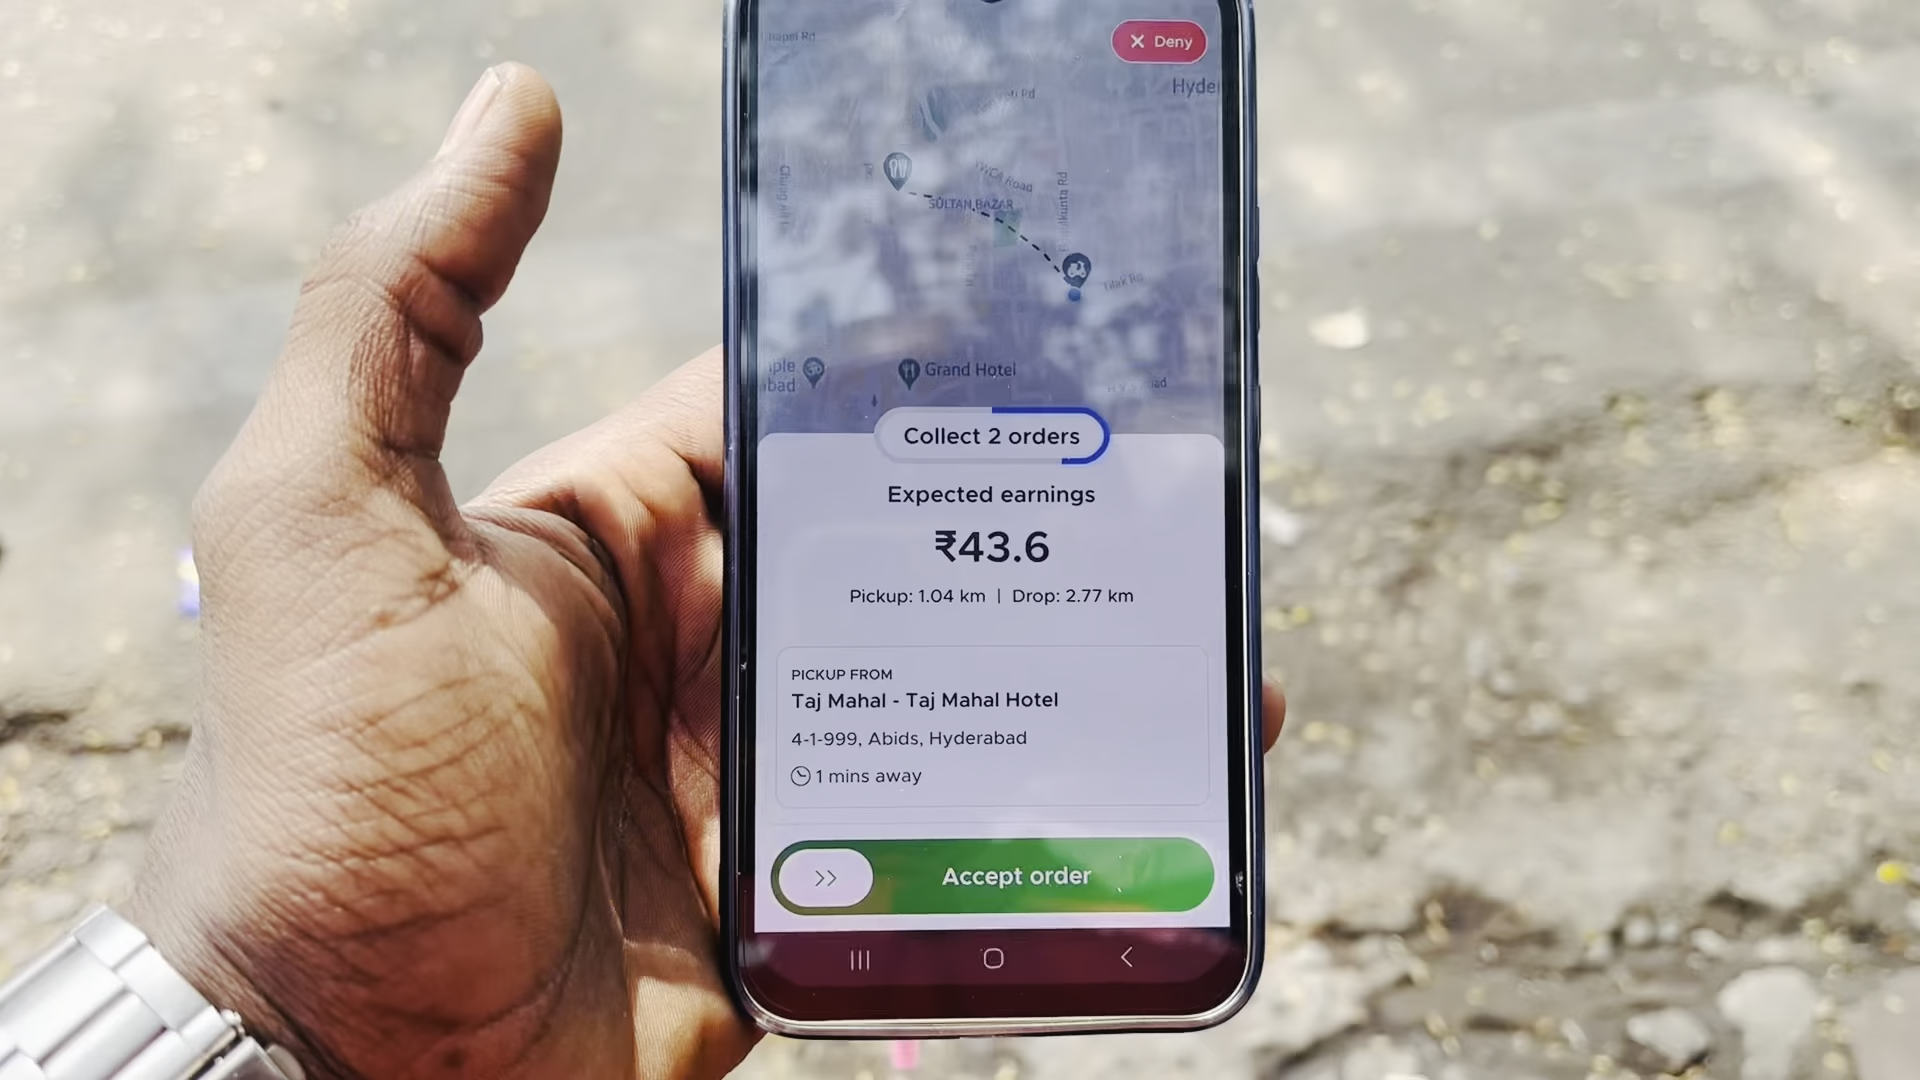 Deny
YWCA Road
SULTAN BAZAR
Tilak Rd
Grand Hotel
Collect 2 orders
Expected earnings
₹43.6
Pickup: 1.04 km | Drop: 2.77 km
PICKUP FROM
Taj Mahal - Taj Mahal Hotel
4-1-999, Abids, Hyderabad
1 mins away
>> Accept order